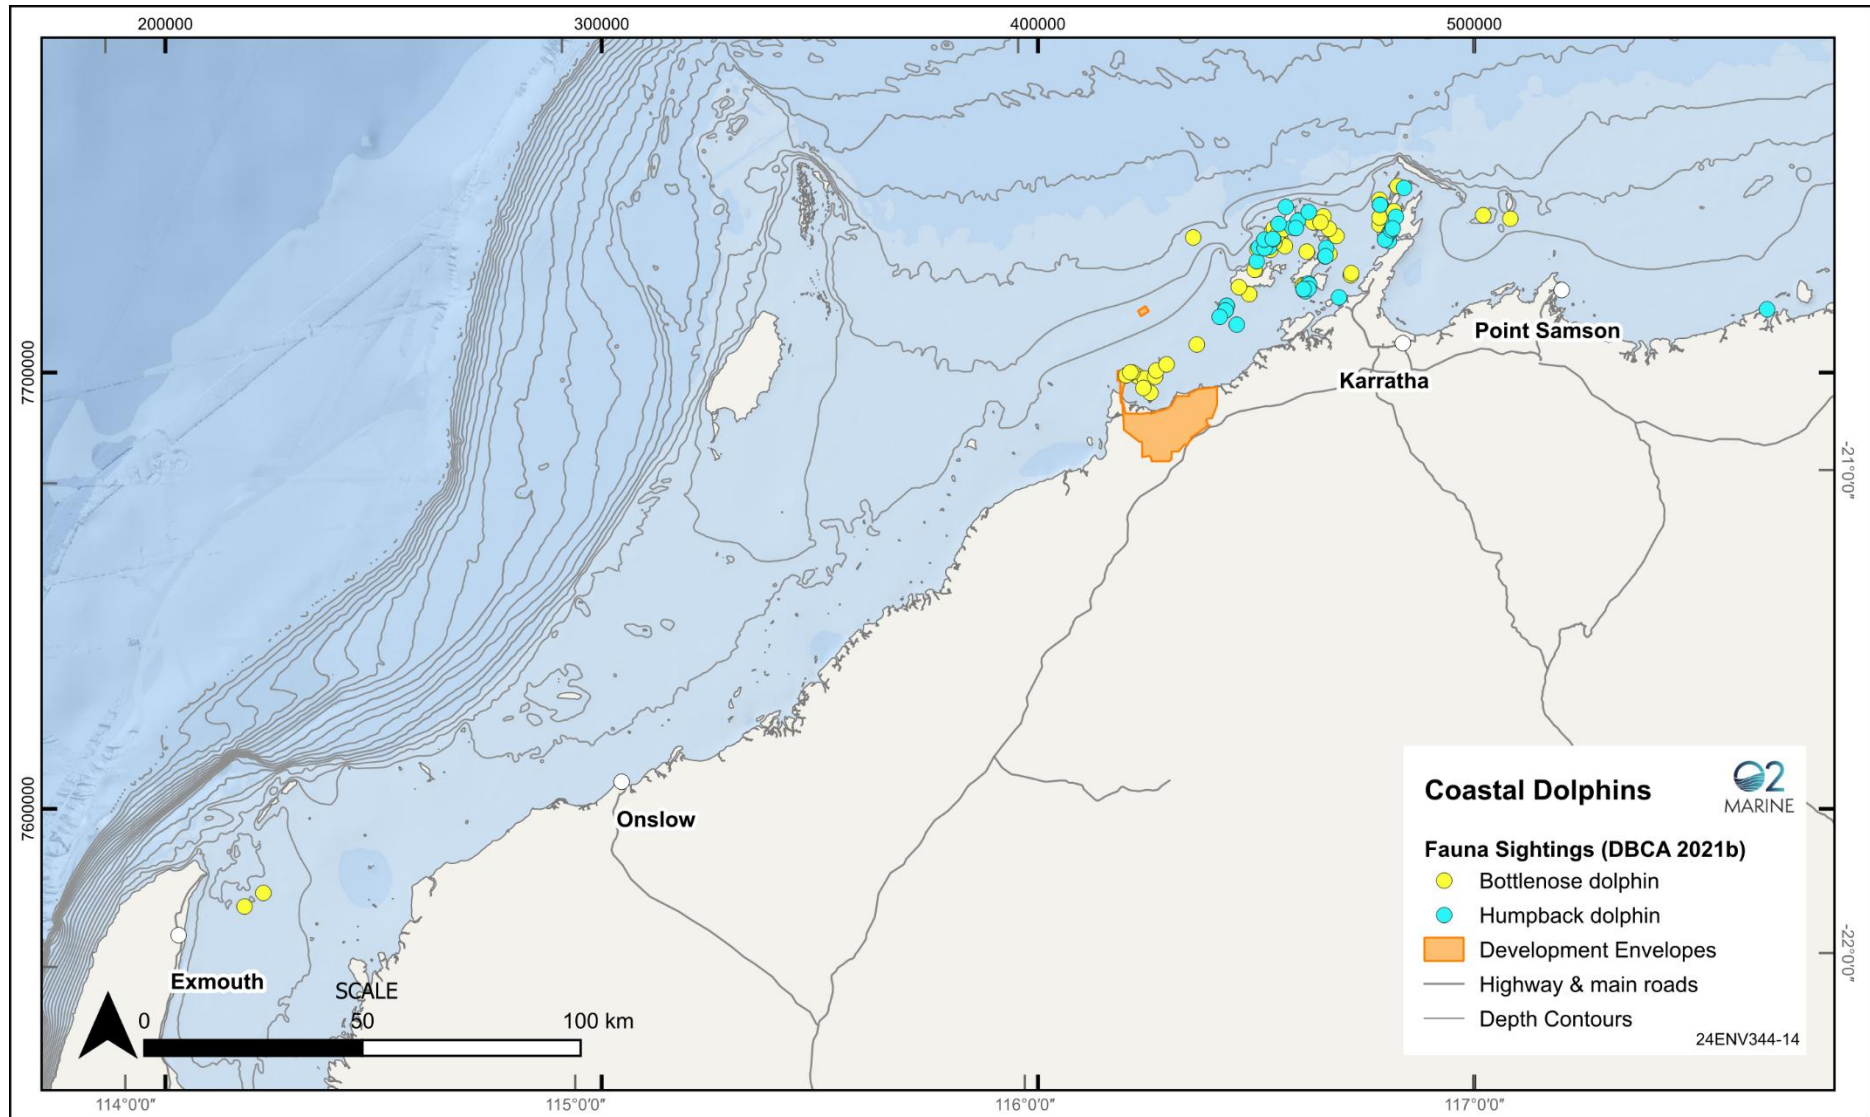 200000
300000
400000
500000
7700000
7600000
-21°0'0"
-22°0'0"
Point Samson
Karratha
Onslow
Exmouth
SCALE
0 50 100 km
Coastal Dolphins
O2
MARINE
Fauna Sightings (DBCA 2021b)
Bottlenose dolphin
Humpback dolphin
Development Envelopes
Highway & main roads
Depth Contours
24ENV344-14
114°0'0"
115°0'0"
116°0'0"
117°0'0"